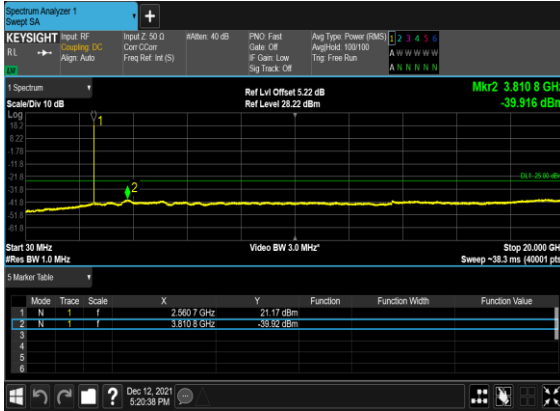 Spectrum Analyzer 1
Swept SA
+
KEYSIGHT Input: RF Input Z: 50 Ω #Atten: 40 dB PNO: Fast Avg Type: Power (RMS) 1 2 3 4 5 6
RL Coupling: DC Corr CCorr Gate: Off Avg|Hold: 100/100 A W W W W W
Align: Auto Freq Ref: Int (S) IF Gain: Low Trig: Free Run
Sig Track: Off A N N N N N
1 Spectrum
Ref Lvl Offset 5.22 dB Mkr2 3.810 8 GHz
Scale/Div 10 dB Ref Level 28.22 dBm -39.916 dBm
Log
18.2
8.22
-1.78
-11.8
-21.8
-31.8
-41.8
-51.8
-61.8
1
2
DL1 -25.00 dBm
Start 30 MHz Video BW 3.0 MHz* Stop 20.000 GH
#Res BW 1.0 MHz Sweep ~38.3 ms (40001 pts
5 Marker Table
Mode Trace Scale X Y Function Function Width Function Value
1 N 1 f 2.560 7 GHz 21.17 dBm
2 N 1 f 3.810 8 GHz -39.92 dBm
3
4
5
6
? Dec 12, 2021
5:20:38 PM